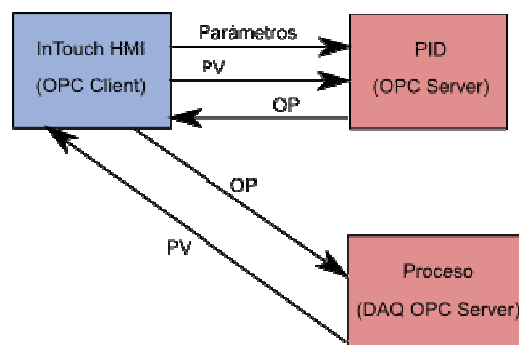 InTouch HMI
(OPC Client)
Parámetros
PV
OP
PID
(OPC Server)
OP
PV
Proceso
(DAQ OPC Server)